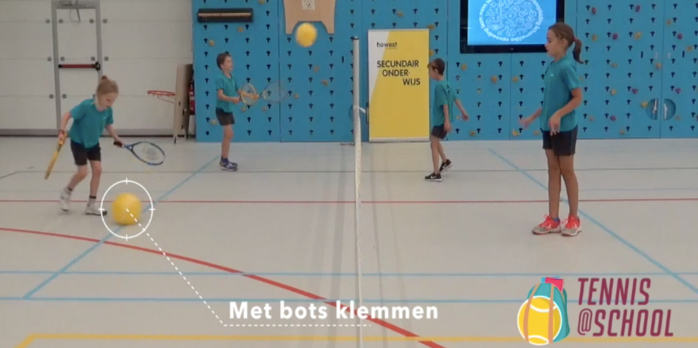 howest
SECUNDAIR
ONDER
WIJS
Met bots klemmen
TENNIS
@SCHOOL